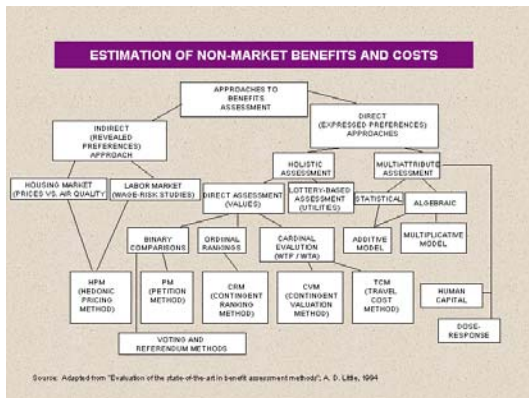 ESTIMATION OF NON-MARKET BENEFITS AND COSTS
APPROACHES TO
BENEFITS
ASSESSMENT
INDIRECT
(REVEALED
PREFERENCES)
APPROACH
DIRECT
(EXPRESSED PREFERENCES)
APPROACHES
HOLISTIC
ASSESSMENT
MULTIATTRIBUTE
ASSESSMENT
HOUSING MARKET
(PRICES VS. AIR QUALITY)
LABOR MARKET
(WAGE-RISK STUDIES)
DIRECT ASSESSMENT
(VALUES)
LOTTERY-BASED
ASSESSMENT
(UTILITIES)
STATISTICAL
ALGEBRAIC
BINARY
COMPARISONS
ORDINAL
RANKINGS
CARDINAL
EVALUTION
(WTP / WTA)
ADDITIVE
MODEL
MULTIPLICATIVE
MODEL
HPM
(HEDONIC
PRICING
METHOD)
PM
(PETITION
METHOD)
CRM
(CONTINGENT
RANKING
METHOD)
CVM
(CONTINGENT
VALUATION
METHOD)
TCM
(TRAVEL
COST
METHOD)
HUMAN
CAPITAL
DOSE-
RESPONSE
VOTING AND
REFERENDUM METHODS
Source: Adapted from "Evaluation of the state-of-the-art in benefit assessment methods"; A. D. Little, 1994